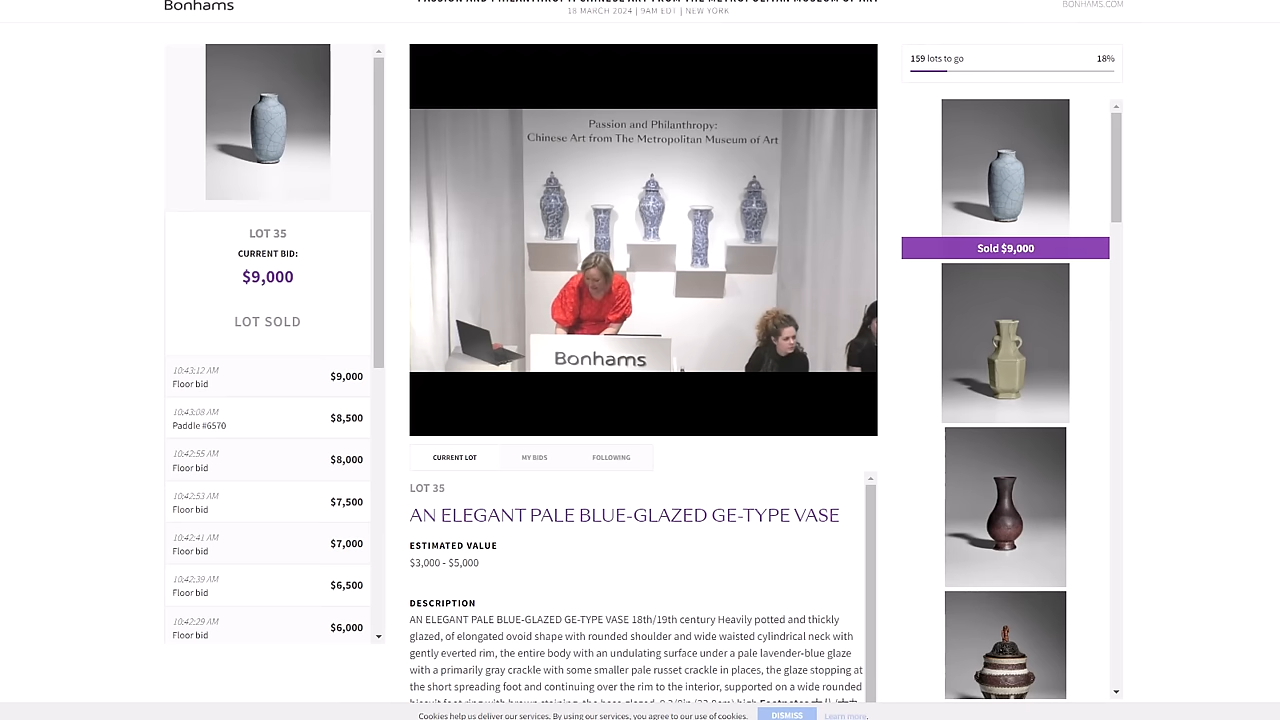 Bonhams
PASSION AND PHILANTHROPY: CHINESE ART FROM THE METROPOLITAN MUSEUM OF ART
18 MARCH 2024 | 9AM EDT | NEW YORK
BONHAMS.COM
LOT 35
CURRENT BID:
$9,000
LOT SOLD
10:43:12 AM
Floor bid
$9,000
10:43:08 AM
Paddle #6570
$8,500
10:42:55 AM
Floor bid
$8,000
10:42:53 AM
Floor bid
$7,500
10:42:41 AM
Floor bid
$7,000
10:42:39 AM
Floor bid
$6,500
10:42:29 AM
Floor bid
$6,000
Passion and Philanthropy:
Chinese Art from The Metropolitan Museum of Art
Bonhams
CURRENT LOT
MY BIDS
FOLLOWING
LOT 35
AN ELEGANT PALE BLUE-GLAZED GE-TYPE VASE
ESTIMATED VALUE
$3,000 - $5,000
DESCRIPTION
AN ELEGANT PALE BLUE-GLAZED GE-TYPE VASE 18th/19th century Heavily potted and thickly
glazed, of elongated ovoid shape with rounded shoulder and wide waisted cylindrical neck with
gently everted rim, the entire body with an undulating surface under a pale lavender-blue glaze
with a primarily gray crackle with some smaller pale russet crackle in places, the glaze stopping at
the short spreading foot and continuing over the rim to the interior, supported on a wide rounded
159 lots to go
18%
Sold $9,000
Cookies help us deliver our services. By using our services, you agree to our use of cookies.
DISMISS
Learn more.